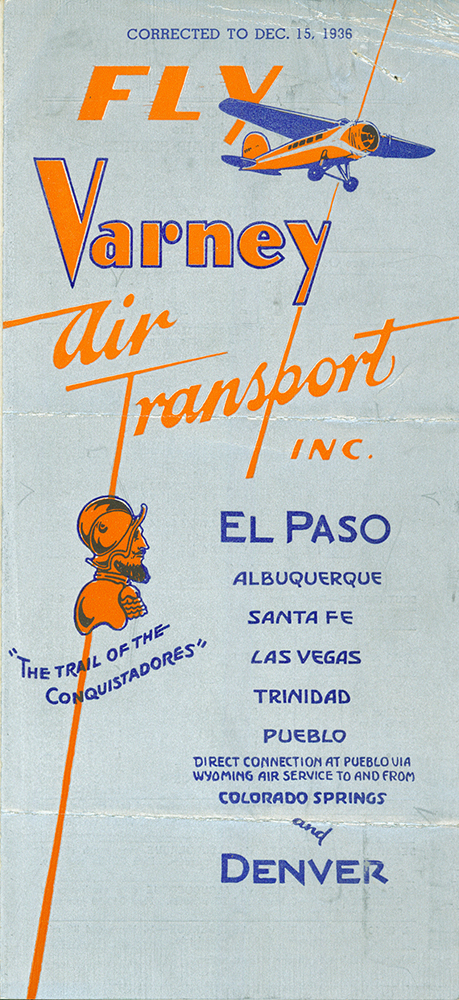 CORRECTED TO DEC. 15, 1936
FLY
Varney
Air
Transport
INC.
EL PASO
ALBUQUERQUE
SANTA FE
LAS VEGAS
TRINIDAD
PUEBLO
DIRECT CONNECTION AT PUEBLO VIA
WYOMING AIR SERVICE TO AND FROM
COLORADO SPRINGS
and
DENVER
"THE TRAIL OF THE
CONQUISTADORES"